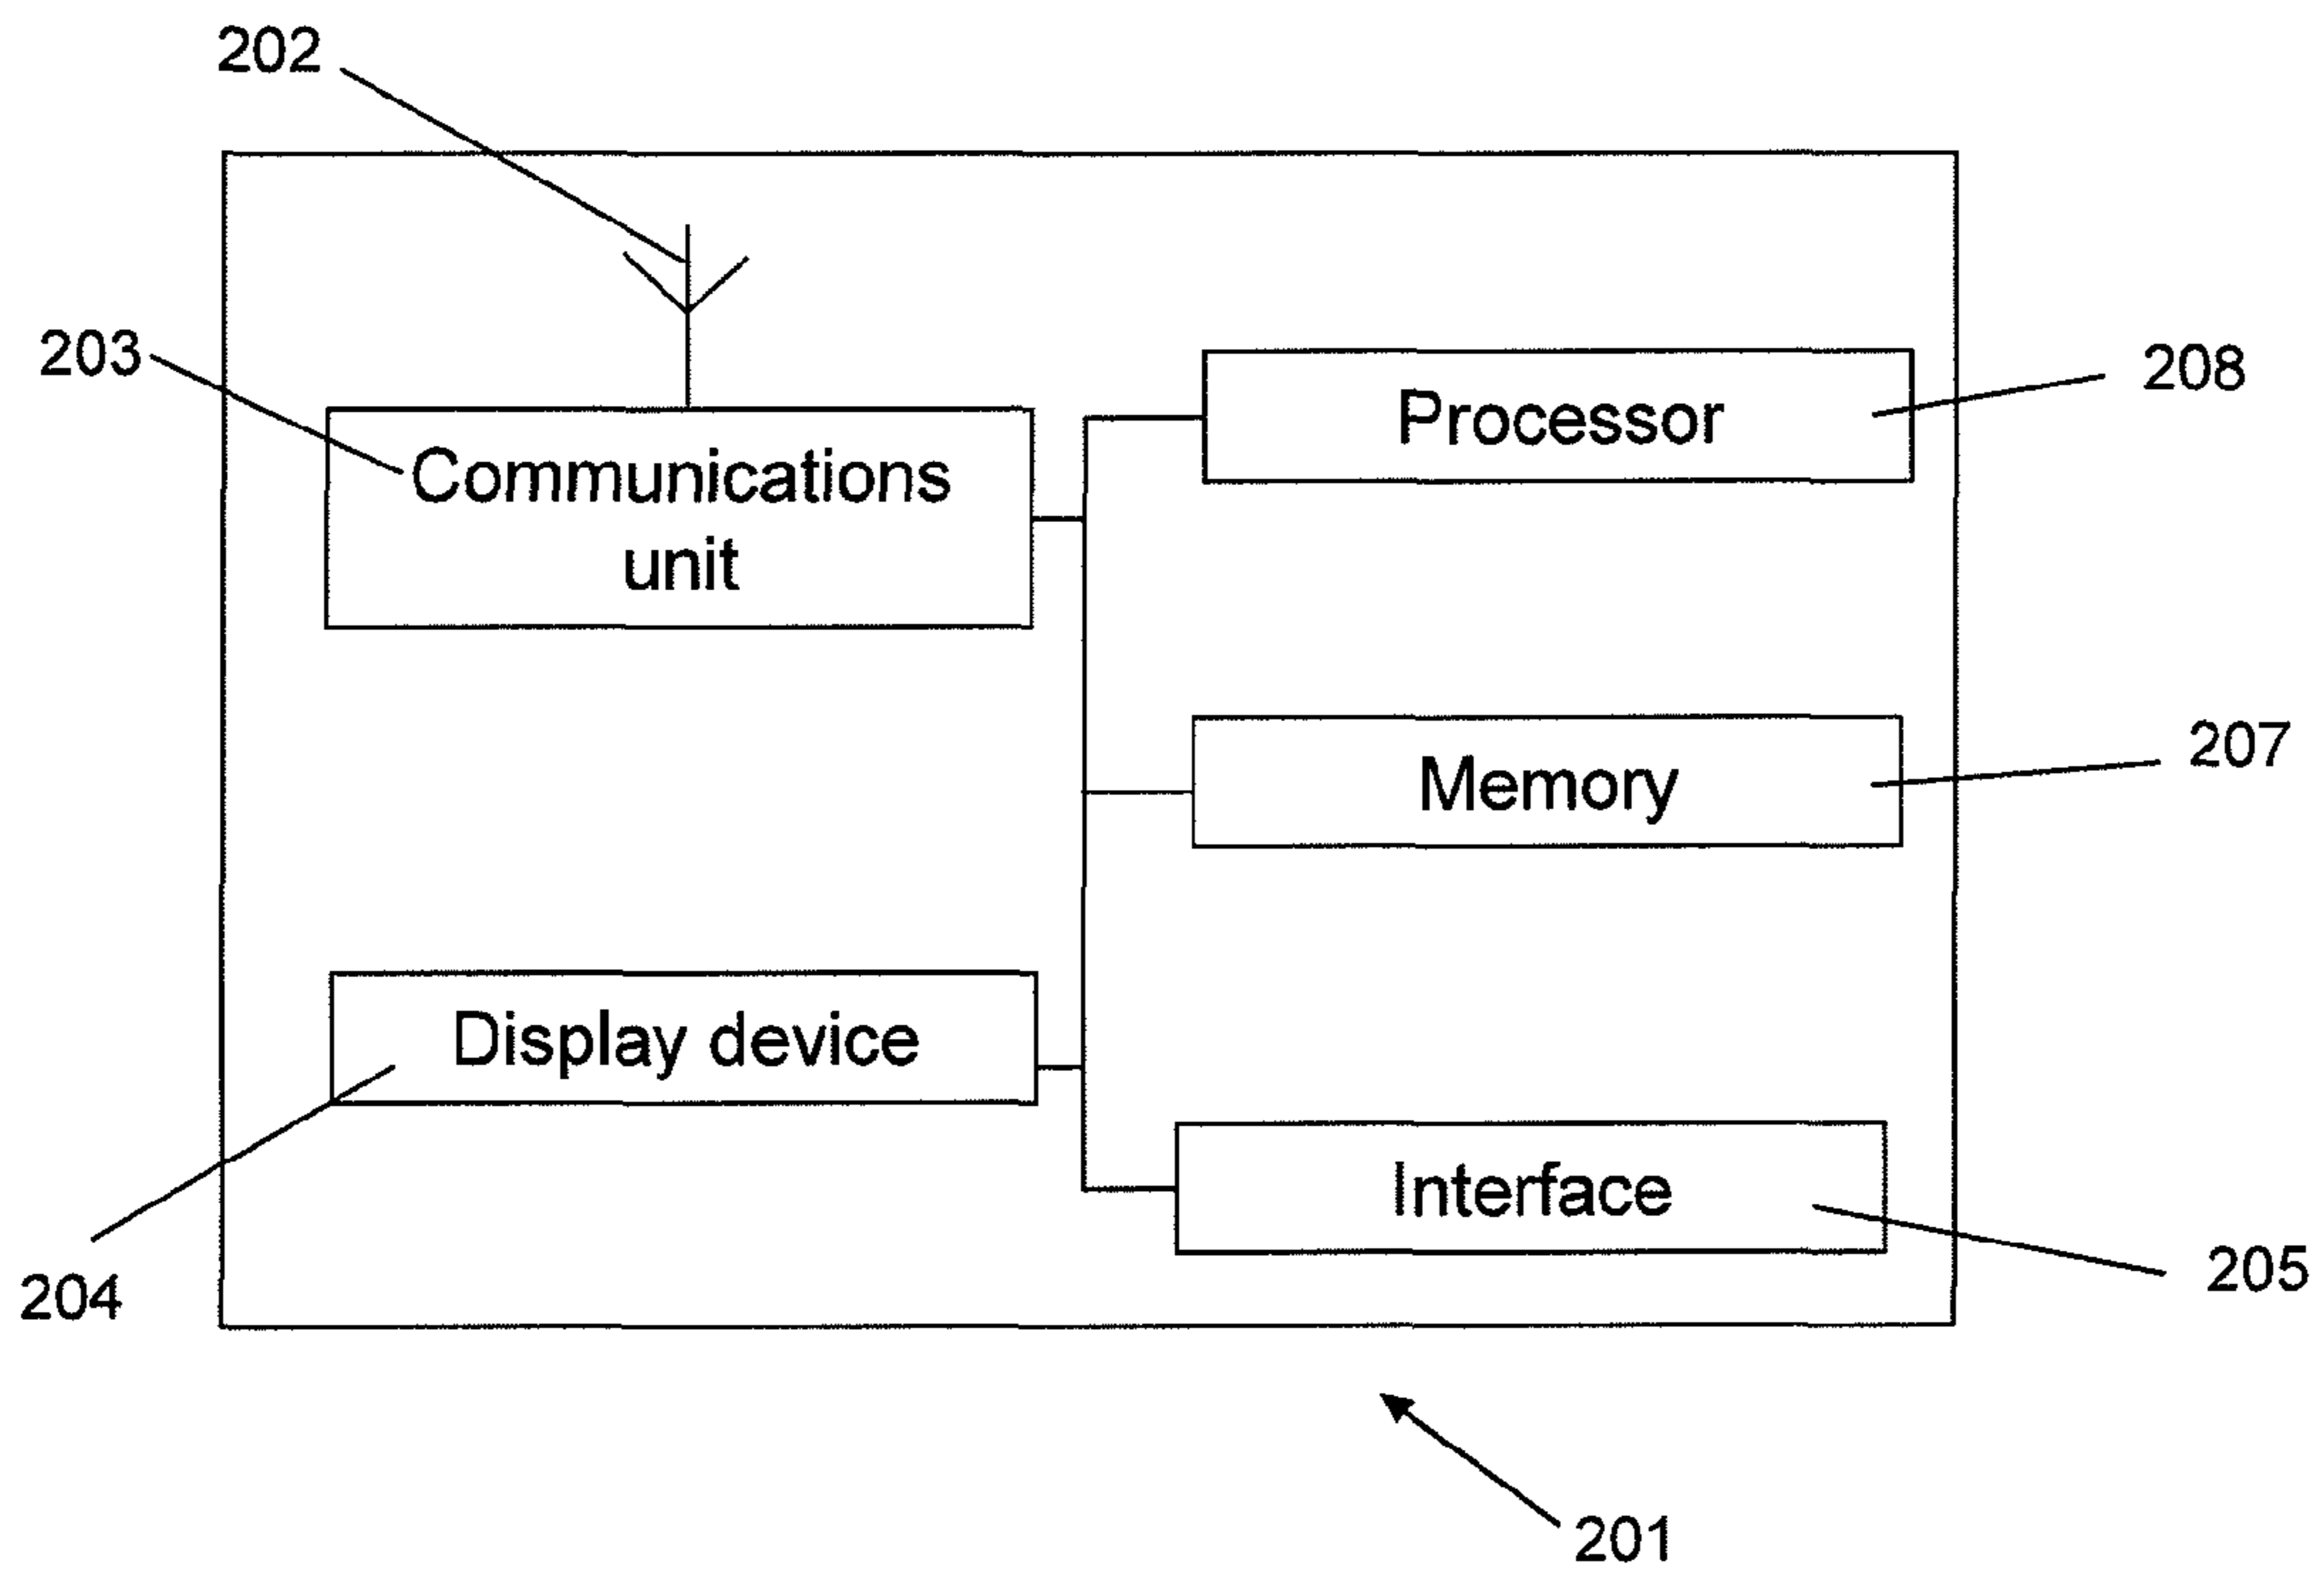 202
203
Communications
unit
Processor
208
Memory
207
Display device
204
Interface
205
201